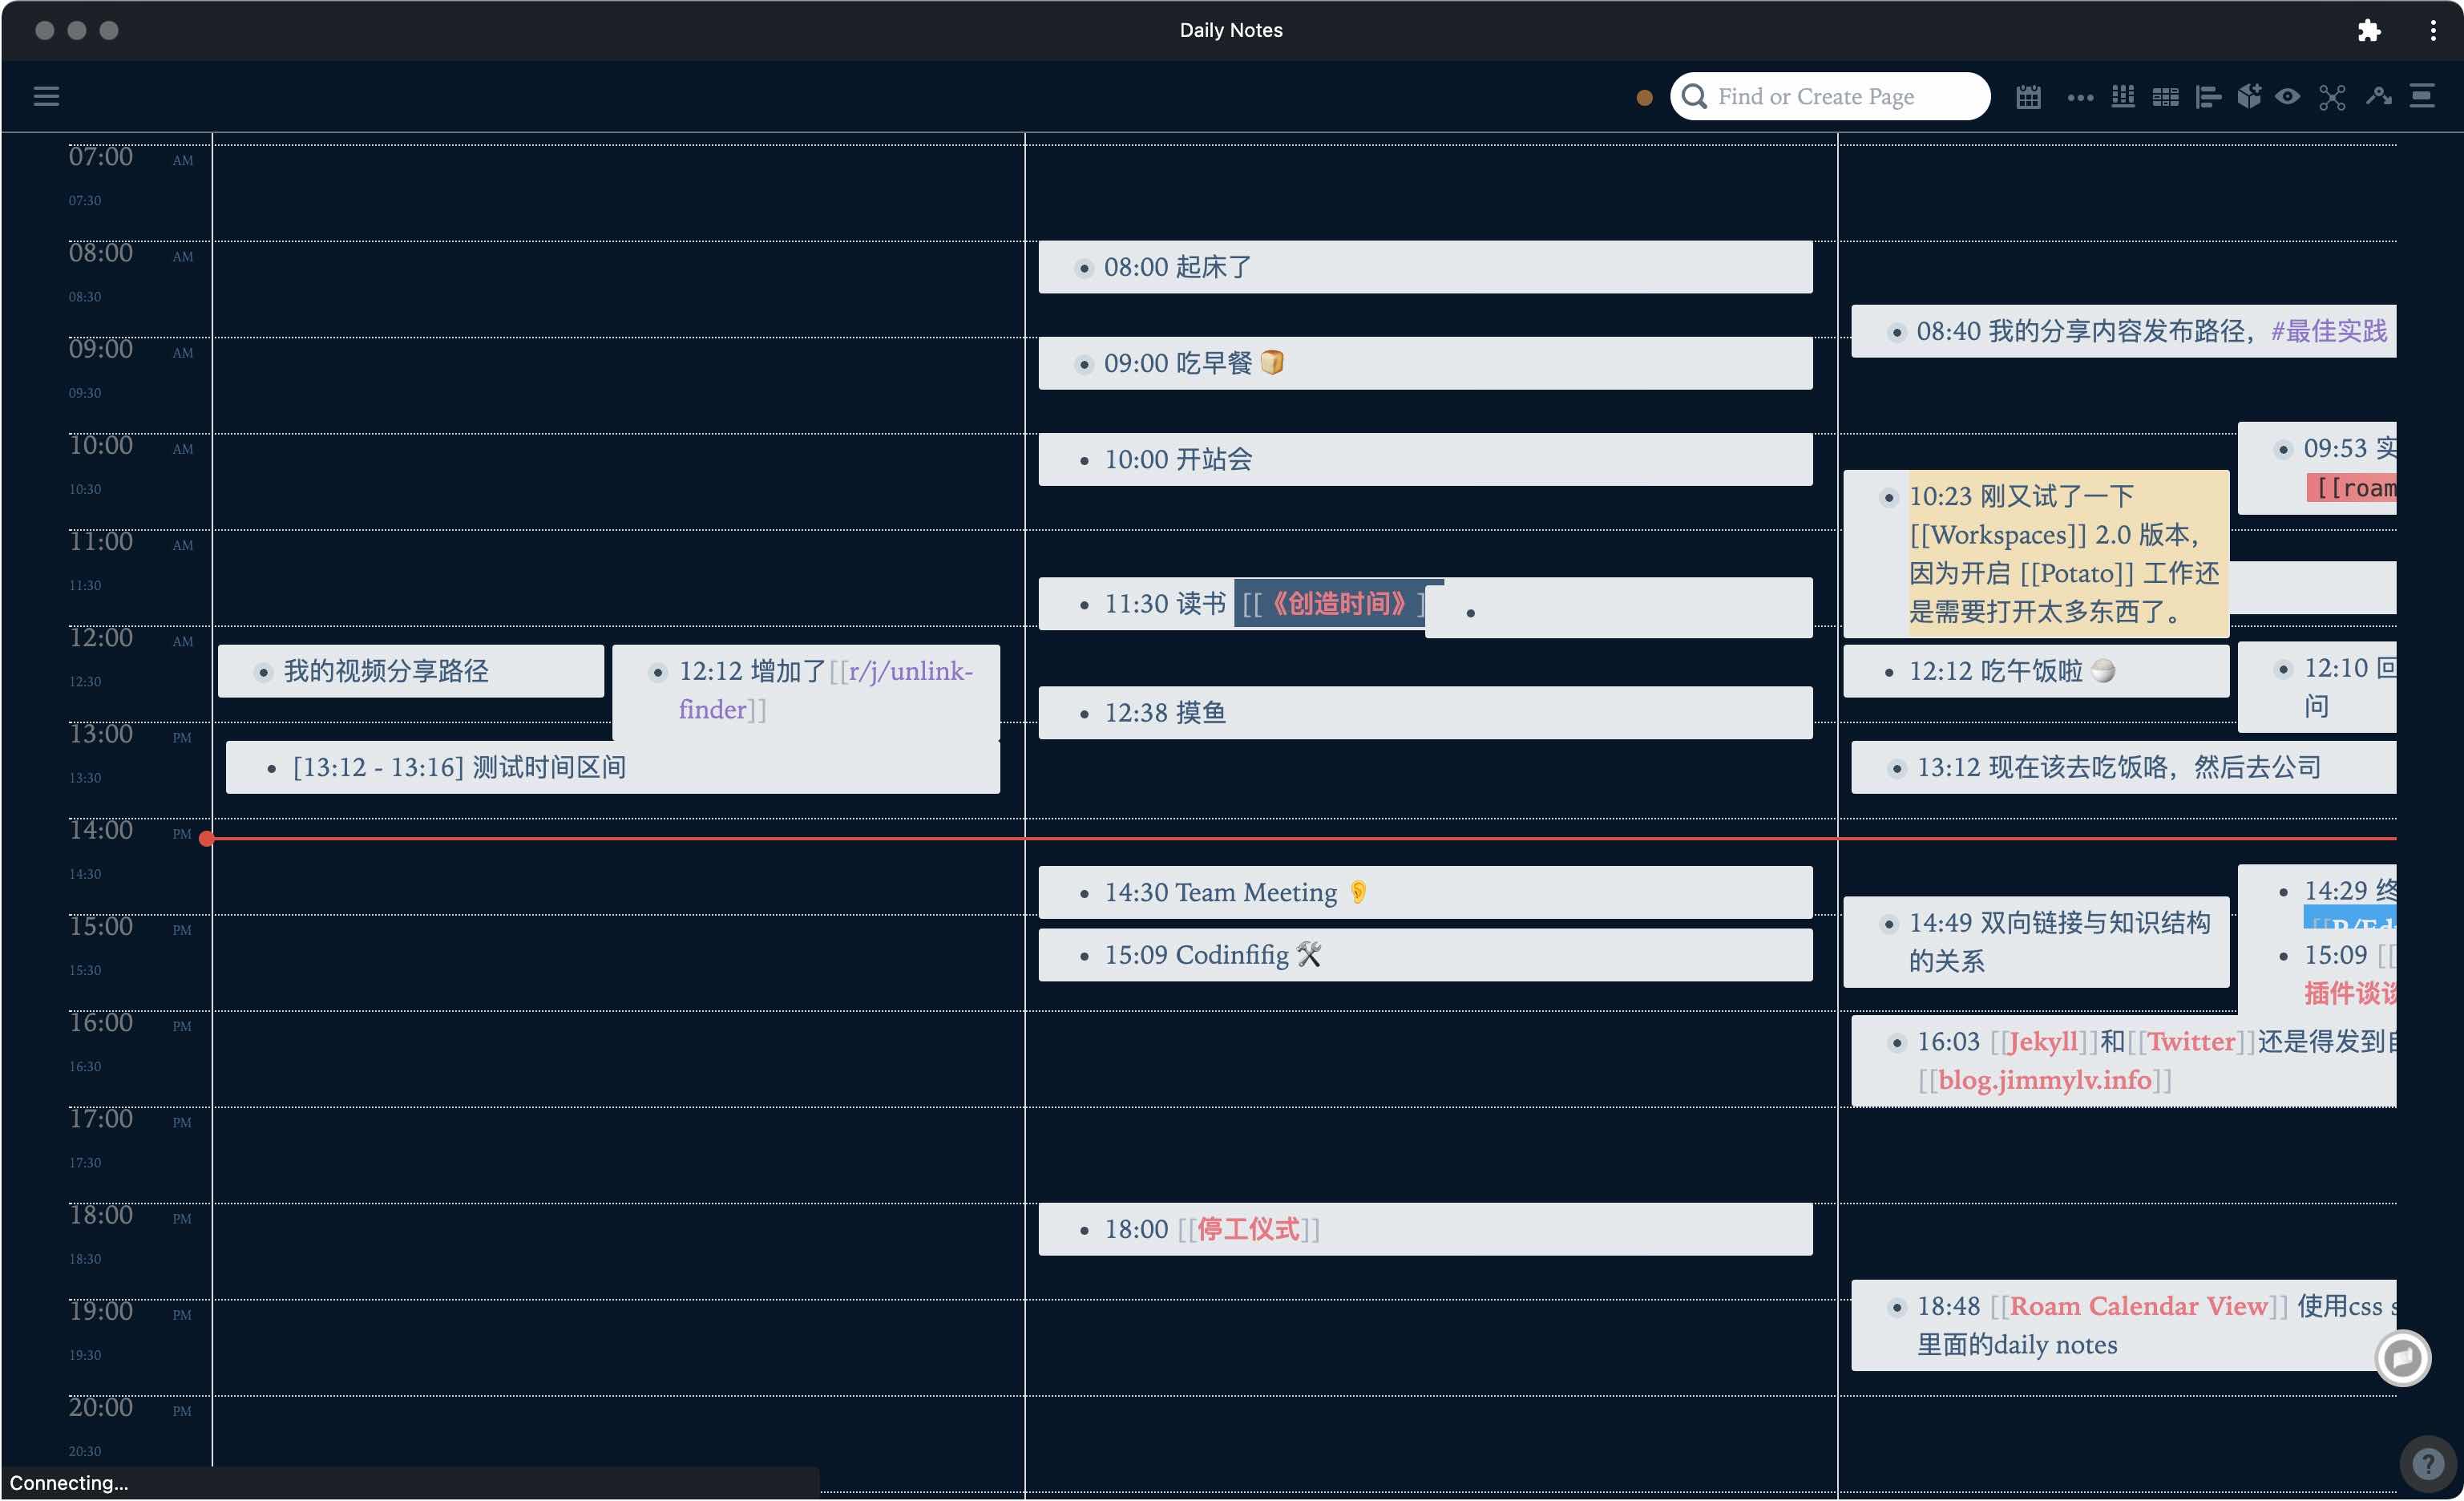 Daily Notes
Find or Create Page
07:00 AM
07:30
08:00 AM
08:30
09:00 AM
09:30
10:00 AM
10:30
11:00 AM
11:30
12:00 AM
12:30
13:00 PM
13:30
14:00 PM
14:30
15:00 PM
15:30
16:00 PM
16:30
17:00 PM
17:30
18:00 PM
18:30
19:00 PM
19:30
20:00 PM
20:30
我的视频分享路径
12:12 增加了[[r/j/unlink-
finder]]
[13:12 - 13:16] 测试时间区间
08:00 起床了
09:00 吃早餐 🍞
10:00 开站会
11:30 读书 [[《创造时间》]
12:38 摸鱼
14:30 Team Meeting 👂
15:09 Codinfifig 🛠
18:00 [[停工仪式]]
08:40 我的分享内容发布路径，#最佳实践
09:53 实
[[roam
10:23 刚又试了一下
[[Workspaces]] 2.0 版本，
因为开启 [[Potato]] 工作还
是需要打开太多东西了。
12:12 吃午饭啦 🍚
12:10 回
问
13:12 现在该去吃饭咯，然后去公司
14:29 终
14:49 双向链接与知识结构
的关系
15:09 [[
插件谈谈
16:03 [[Jekyll]]和[[Twitter]]还是得发到自
[[blog.jimmylv.info]]
18:48 [[Roam Calendar View]] 使用css s
里面的daily notes
Connecting...
?